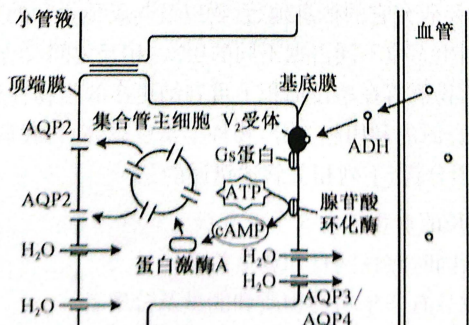 小管液
血管
顶端膜
基底膜
AQP2
集合管主细胞
V₂受体
ADH
Gs蛋白
ATP
腺苷酸
环化酶
AQP2
cAMP
H₂O
蛋白激酶A
H₂O
H₂O
H₂O
AQP3/
AQP4